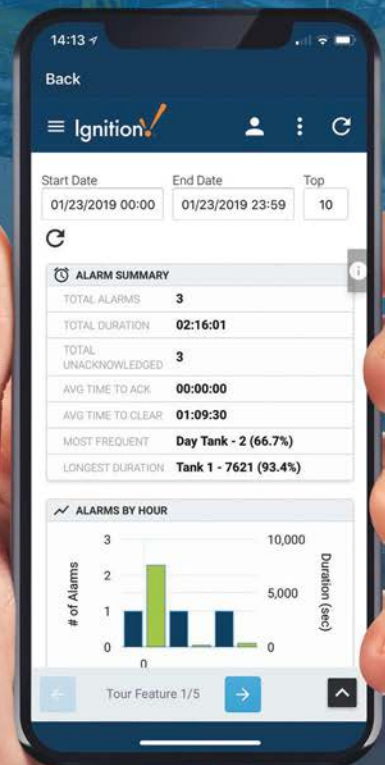 14:13
Back
Ignition!
Start Date End Date Top
01/23/2019 00:00 01/23/2019 23:59 10
ALARM SUMMARY
TOTAL ALARMS 3
TOTAL DURATION 02:16:01
TOTAL
UNACKNOWLEDGED 3
AVG TIME TO ACK 00:00:00
AVG TIME TO CLEAR 01:09:30
MOST FREQUENT Day Tank - 2 (66.7%)
LONGEST DURATION Tank 1 - 7621 (93.4%)
ALARMS BY HOUR
# of Alarms
3
2
1
0
10,000
5,000
0
Duration (sec)
0
Tour Feature 1/5